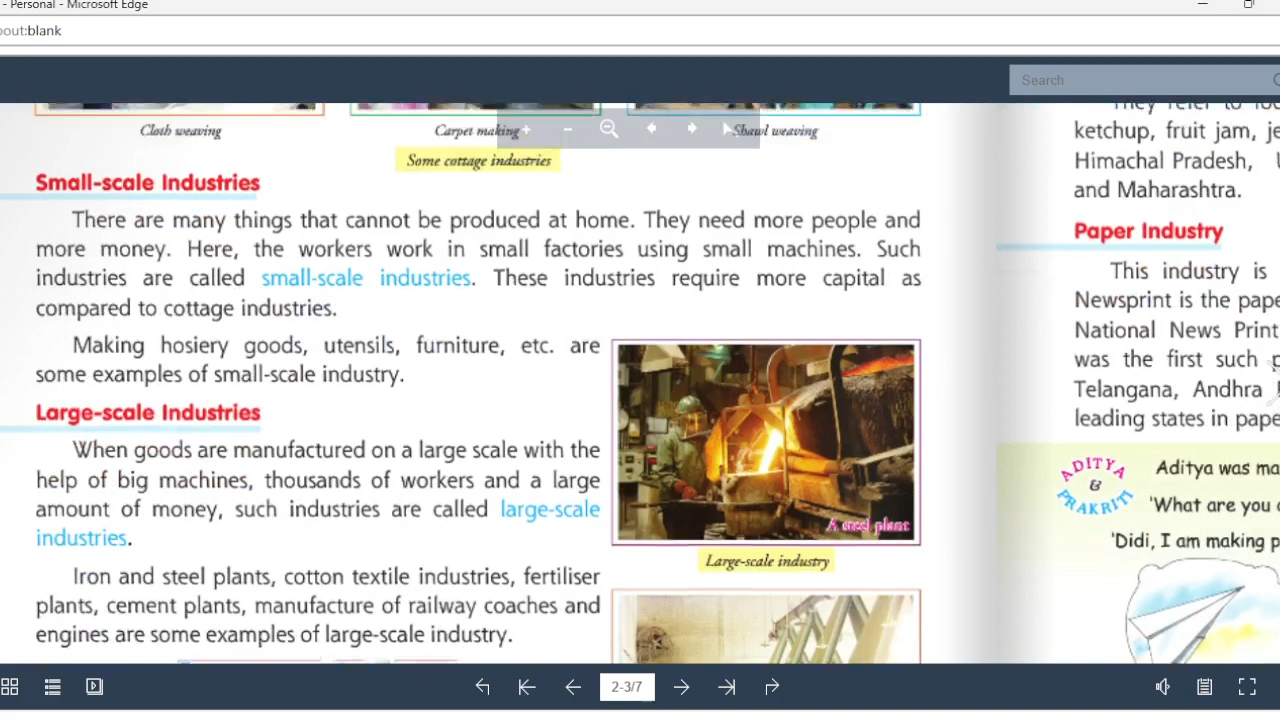 - Personal - Microsoft Edge
out:blank
Search
Cloth weaving
Carpet making
Shawl weaving
Some cottage industries
Small-scale Industries
There are many things that cannot be produced at home. They need more people and
more money. Here, the workers work in small factories using small machines. Such
industries are called small-scale industries. These industries require more capital as
compared to cottage industries.
Making hosiery goods, utensils, furniture, etc. are
some examples of small-scale industry.
Large-scale Industries
When goods are manufactured on a large scale with the
help of big machines, thousands of workers and a large
amount of money, such industries are called large-scale
industries.
A steel plant
Large-scale industry
Iron and steel plants, cotton textile industries, fertiliser
plants, cement plants, manufacture of railway coaches and
engines are some examples of large-scale industry.
They refer to
ketchup, fruit jam,
Himachal Pradesh,
and Maharashtra.
Paper Industry
This industry is
Newsprint is the pape
National News Print
was the first such
Telangana, Andhra
leading states in pape
ADITYA
&
PRAKRITI
Aditya was ma
'What are you
'Didi, I am making p
2-3/7